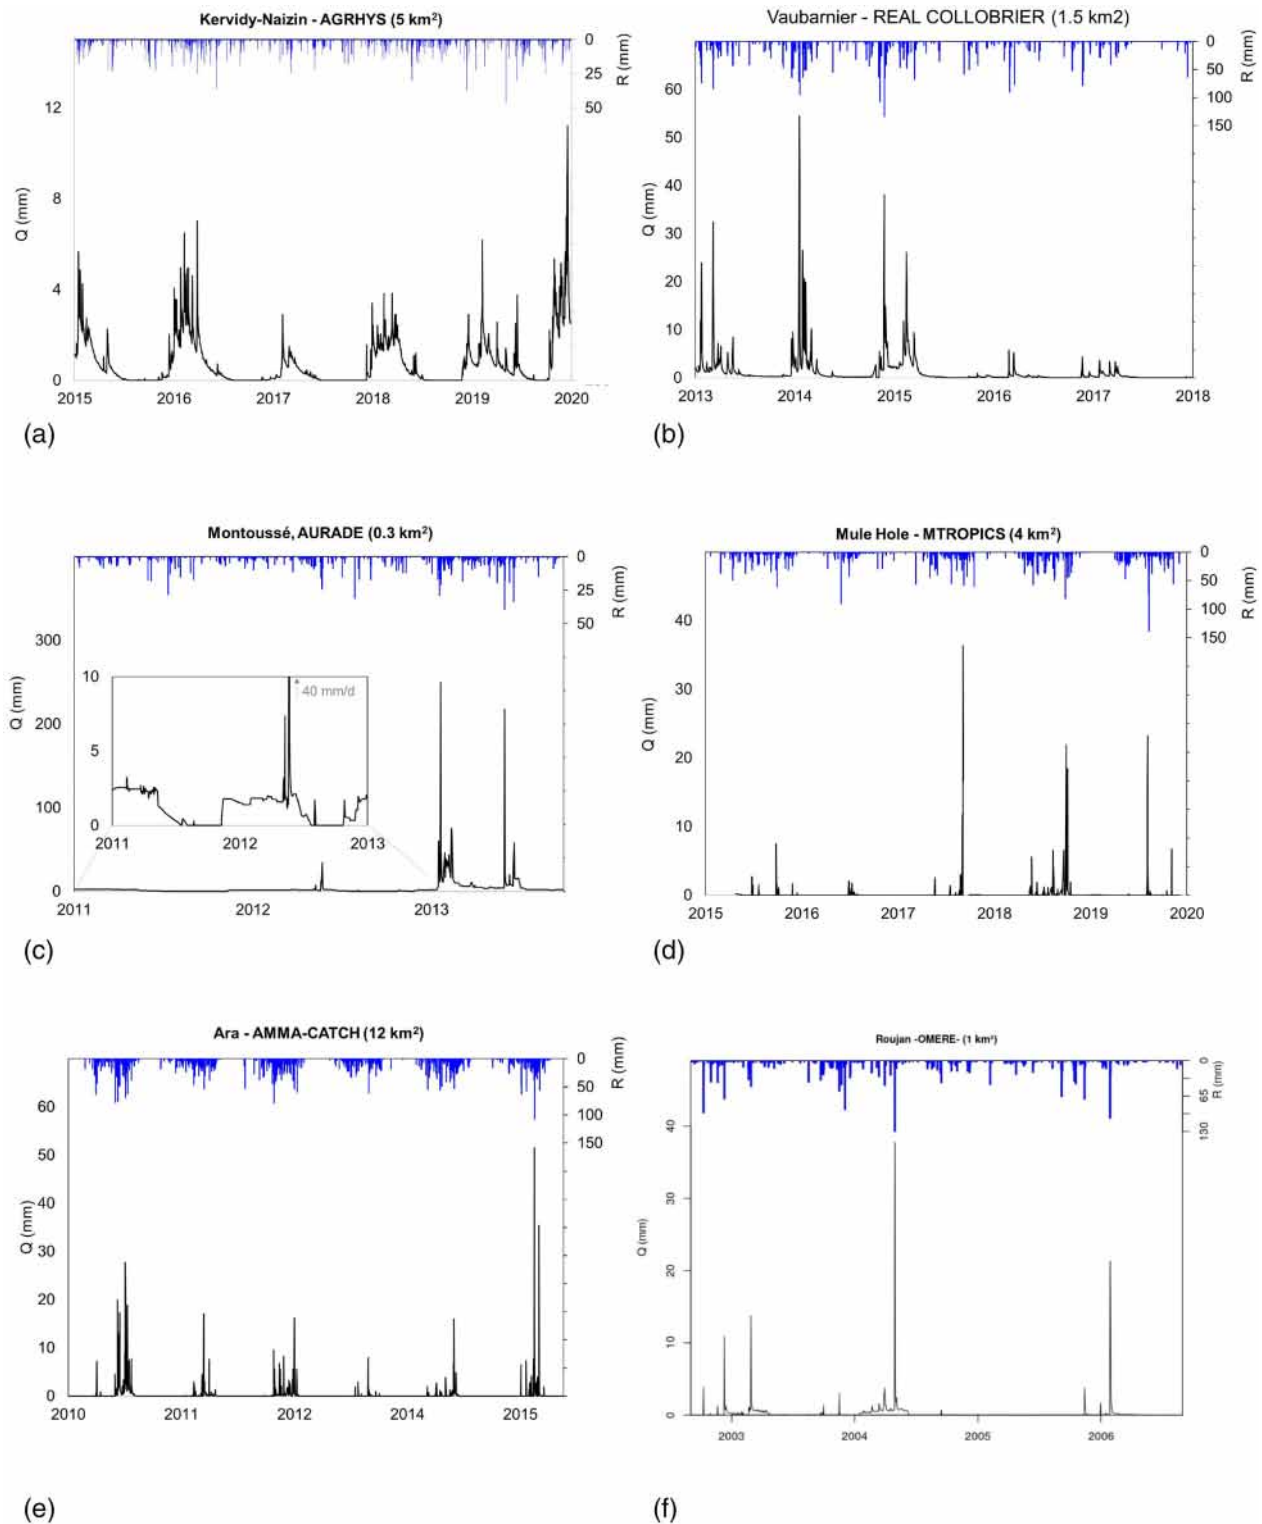 Kervidy-Naizin - AGRHYS (5 km²)
0
25
50
R (mm)
12
8
4
0
Q (mm)
2015 2016 2017 2018 2019 2020
(a)
Vaubarnier - REAL COLLOBRIER (1.5 km2)
0
50
100
150
R (mm)
60
50
40
30
20
10
0
Q (mm)
2013 2014 2015 2016 2017 2018
(b)
Montoussé, AURADE (0.3 km²)
0
25
50
R (mm)
300
200
100
0
Q (mm)
10
5
0
40 mm/d
2011 2012 2013
2011 2012 2013
(c)
Mule Hole - MTROPICS (4 km²)
0
50
100
150
R (mm)
40
30
20
10
0
Q (mm)
2015 2016 2017 2018 2019 2020
(d)
Ara - AMMA-CATCH (12 km²)
0
50
100
150
R (mm)
60
50
40
30
20
10
0
Q (mm)
2010 2011 2012 2014 2015
(e)
Roujan -OMERE- (1 km²)
0
65
130
R (mm)
40
30
20
10
0
Q (mm)
2003 2004 2005 2006
(f)